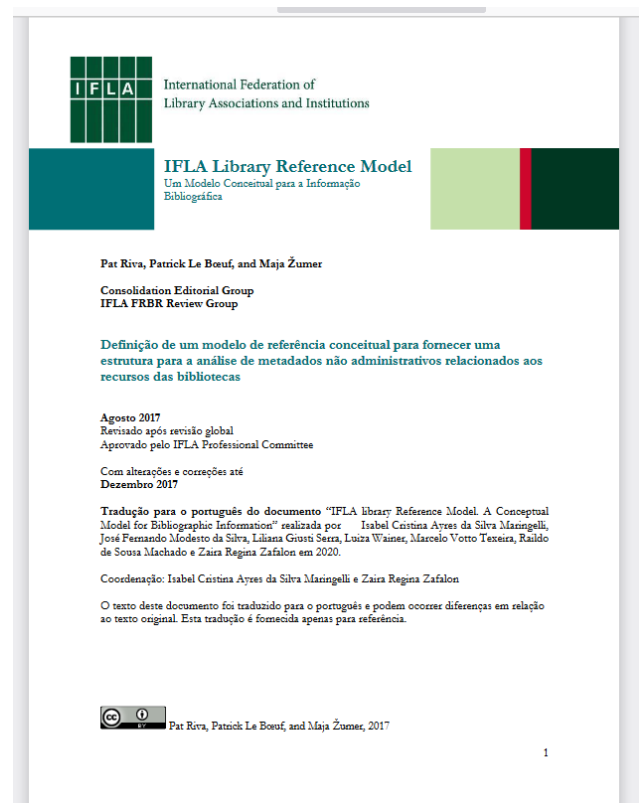 IFLA
International Federation of
Library Associations and Institutions
IFLA Library Reference Model
Um Modelo Conceitual para a Informação
Bibliográfica
Pat Riva, Patrick Le Bœuf, and Maja Žumer
Consolidation Editorial Group
IFLA FRBR Review Group
Definição de um modelo de referência conceitual para fornecer uma
estrutura para a análise de metadados não administrativos relacionados aos
recursos das bibliotecas
Agosto 2017
Revisado após revisão global
Aprovado pelo IFLA Professional Committee
Com alterações e correções até
Dezembro 2017
Tradução para o português do documento “IFLA library Reference Model. A Conceptual
Model for Bibliographic Information” realizada por Isabel Cristina Ayres da Silva Maringelli,
José Fernando Modesto da Silva, Liliana Giusti Serra, Luiza Wainer, Marcelo Votto Texeira, Raildo
de Sousa Machado e Zaira Regina Zafalon em 2020.
Coordenação: Isabel Cristina Ayres da Silva Maringelli e Zaira Regina Zafalon
O texto deste documento foi traduzido para o português e podem ocorrer diferenças em relação
ao texto original. Esta tradução é fornecida apenas para referência.
cc BY Pat Riva, Patrick Le Bœuf, and Maja Žumer, 2017
1